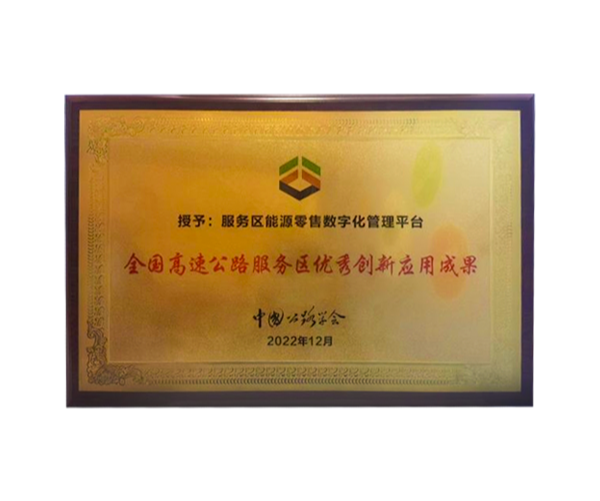 授予：服务区能源零售数字化管理平台
全国高速公路服务区优秀创新应用成果
中国公路学会
2022年12月